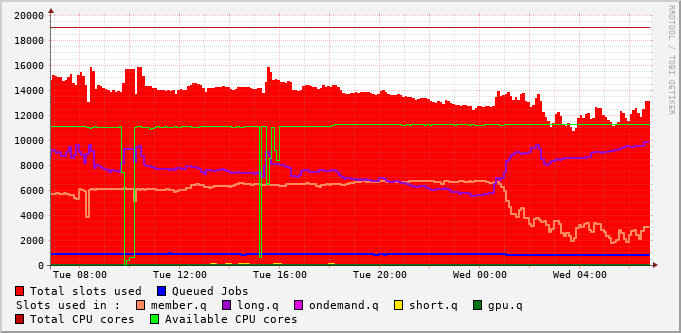 20000
18000
16000
14000
12000
10000
8000
6000
4000
2000
0
Tue 08:00 Tue 12:00 Tue 16:00 Tue 20:00 Wed 00:00 Wed 04:00
Total slots used Queued Jobs
Slots used in : member.q long.q ondemand.q short.q gpu.q
Total CPU cores Available CPU cores
RRDTOOL / TOBI OETIKER